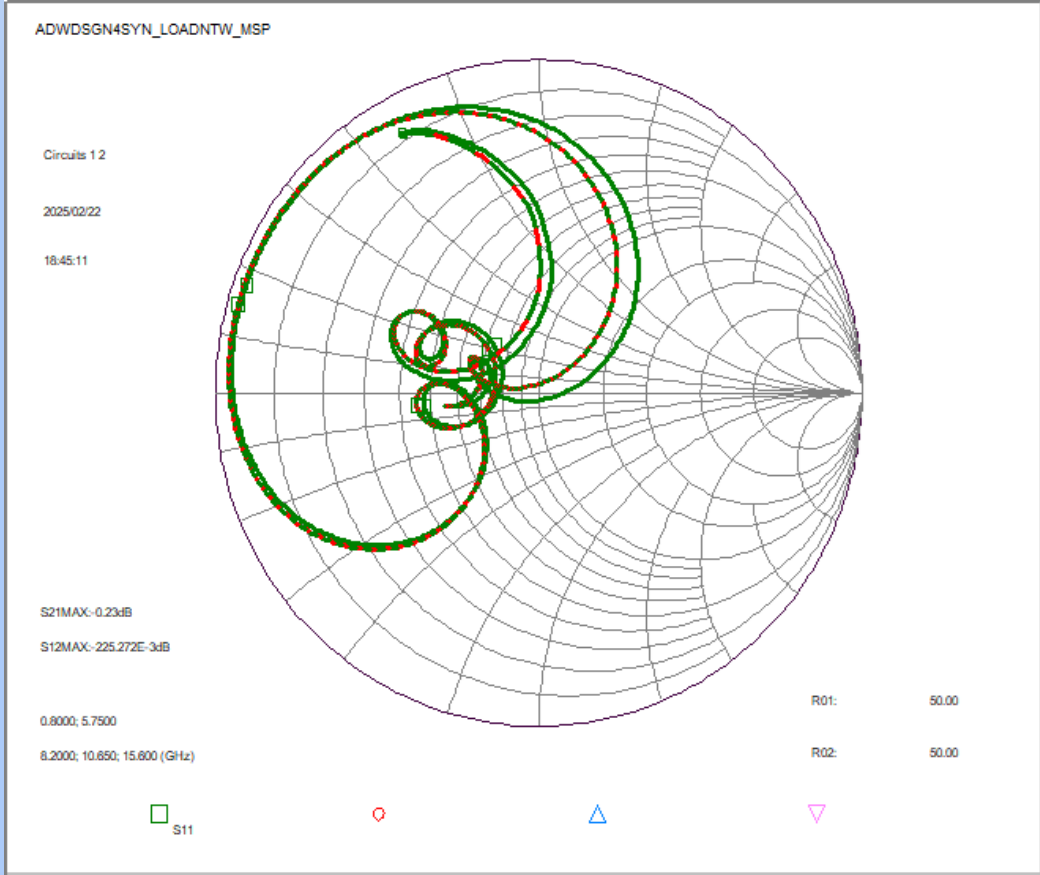 ADWDSGN4SYN_LOADNTW_MSP
Circuits 1 2
2025/02/22
18:45:11
S21MAX:-0.23dB
S12MAX:-225.272E-3dB
0.8000; 5.7500
8.2000; 10.650; 15.600 (GHz)
R01: 50.00
R02: 50.00
S11